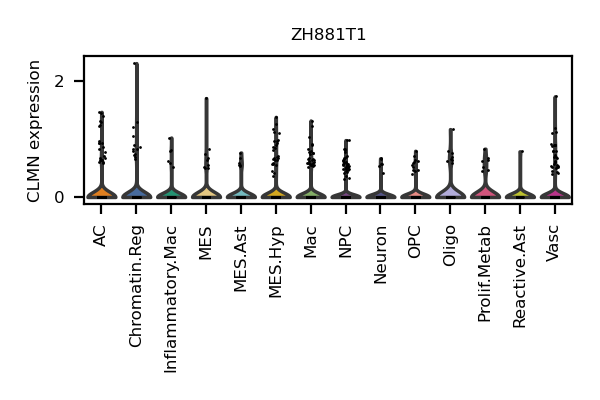 ZH881T1
CLMN expression
2
0
AC
Chromatin.Reg
Inflammatory.Mac
MES
MES.Ast
MES.Hyp
Mac
NPC
Neuron
OPC
Oligo
Prolif.Metab
Reactive.Ast
Vasc